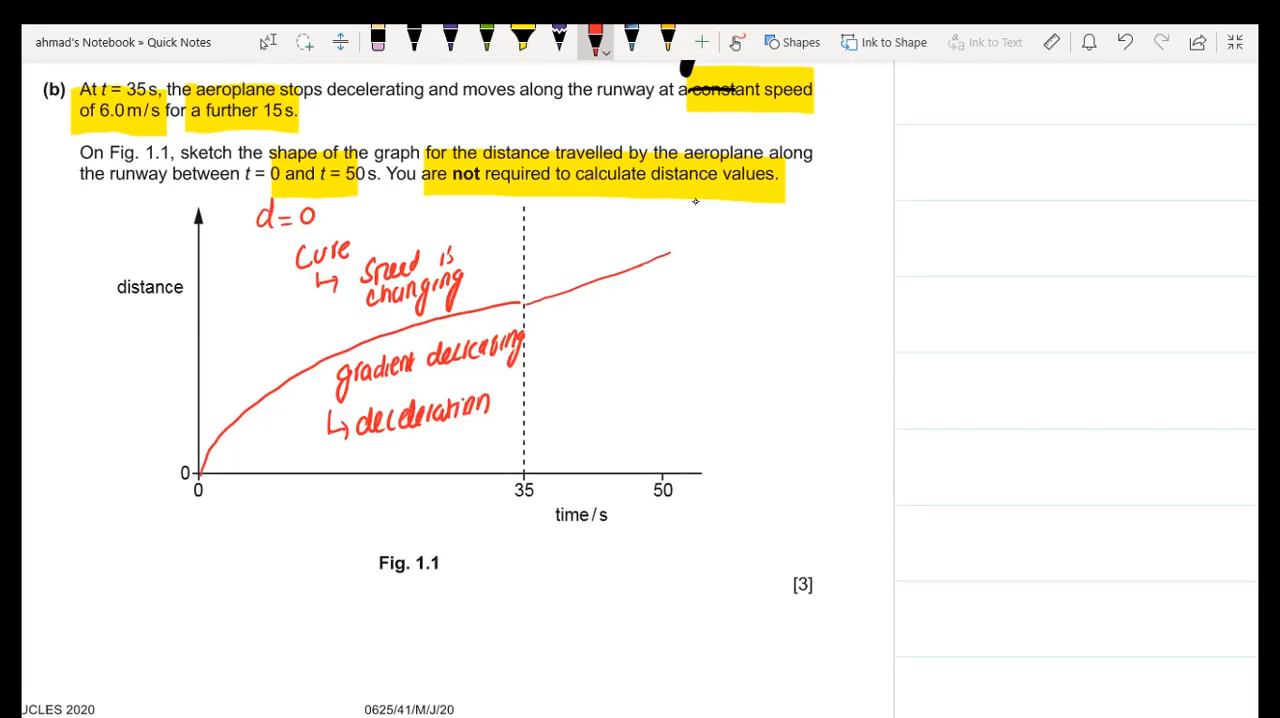 ahmad's Notebook » Quick Notes
Shapes
Ink to Shape
Ink to Text
(b) At t = 35 s, the aeroplane stops decelerating and moves along the runway at a constant speed
of 6.0 m / s for a further 15 s.
On Fig. 1.1, sketch the shape of the graph for the distance travelled by the aeroplane along
the runway between t = 0 and t = 50 s. You are not required to calculate distance values.
d = 0
Cure
↳ speed is
changing
distance
gradient decreasing
↳ deceleration
0
0 35 50
time / s
Fig. 1.1
[3]
JCLES 2020 0625/41/M/J/20